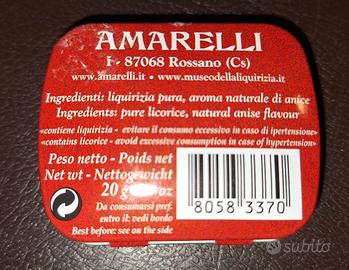 AMARELLI
I - 87068 Rossano (Cs)
www.amarelli.it • www.museodellaliquirizia.it
Ingredienti: liquirizia pura, aroma naturale di anice
Ingredients: pure licorice, natural anise flavour
«contiene liquirizia - evitare il consumo eccessivo in caso di ipertensione»
«contains licorice - avoid excessive consumption in case of hypertension»
Peso netto - Poids net
Net wt - Nettogewicht
20 g oz
Da consumarsi pref.
entro il: vedi bordo
Best before: see on the side
8058 3370
subito